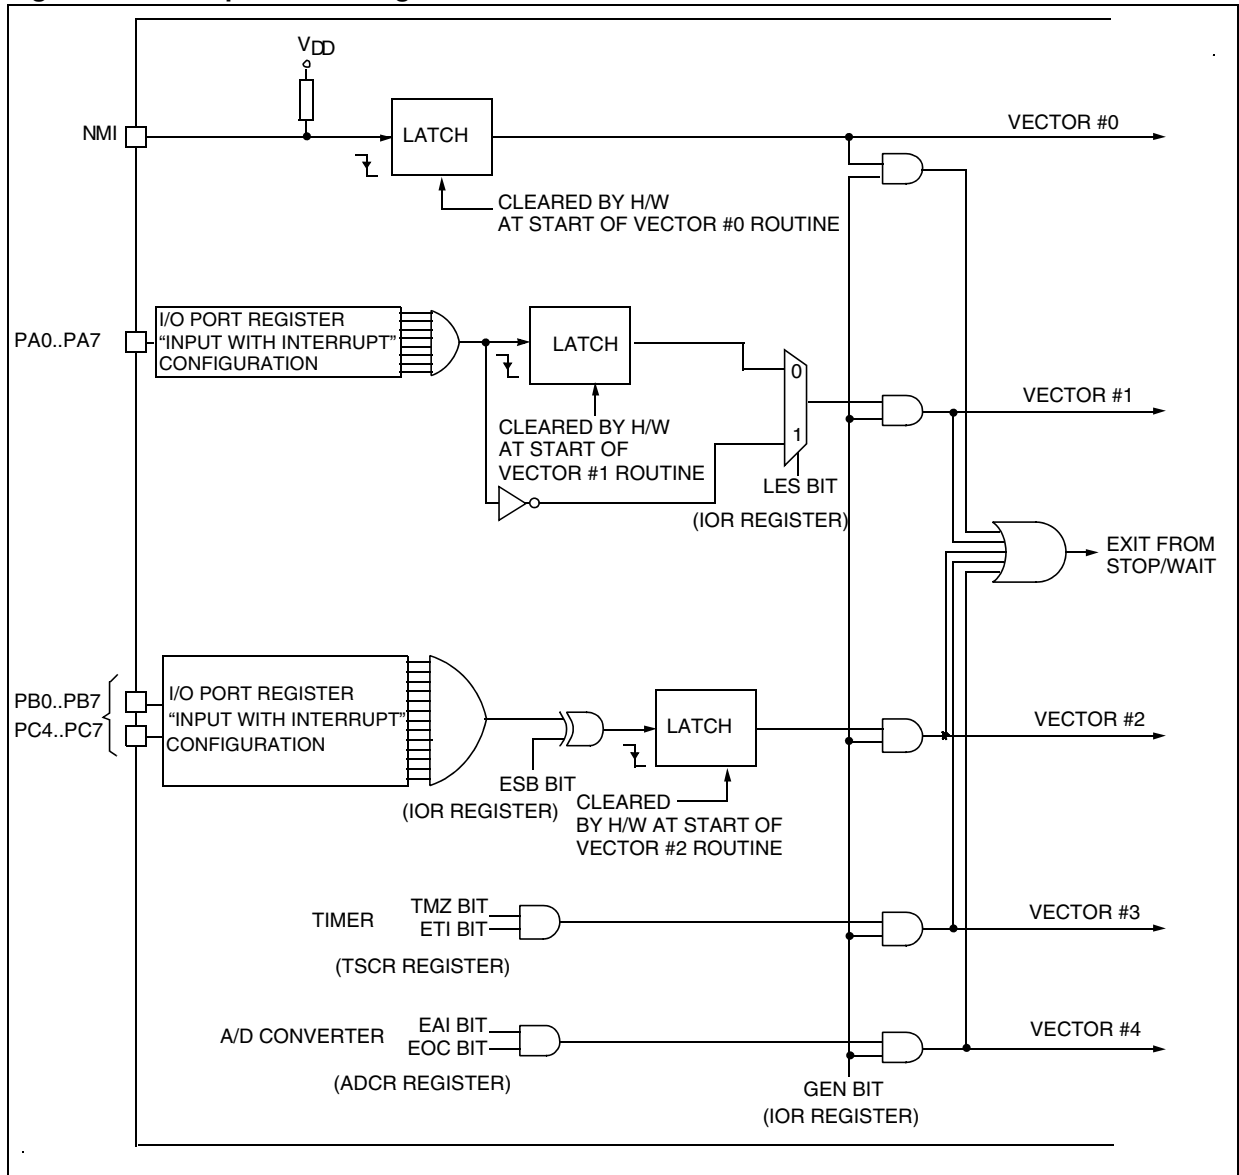 VDD
NMI
LATCH
VECTOR #0
CLEARED BY H/W
AT START OF VECTOR #0 ROUTINE
PA0..PA7
I/O PORT REGISTER
“INPUT WITH INTERRUPT”
CONFIGURATION
LATCH
0
1
VECTOR #1
CLEARED BY H/W
AT START OF
VECTOR #1 ROUTINE
LES BIT
(IOR REGISTER)
EXIT FROM
STOP/WAIT
PB0..PB7
PC4..PC7
I/O PORT REGISTER
“INPUT WITH INTERRUPT”
CONFIGURATION
LATCH
VECTOR #2
ESB BIT
(IOR REGISTER)
CLEARED
BY H/W AT START OF
VECTOR #2 ROUTINE
TIMER
TMZ BIT
ETI BIT
(TSCR REGISTER)
VECTOR #3
A/D CONVERTER
EAI BIT
EOC BIT
(ADCR REGISTER)
VECTOR #4
GEN BIT
(IOR REGISTER)